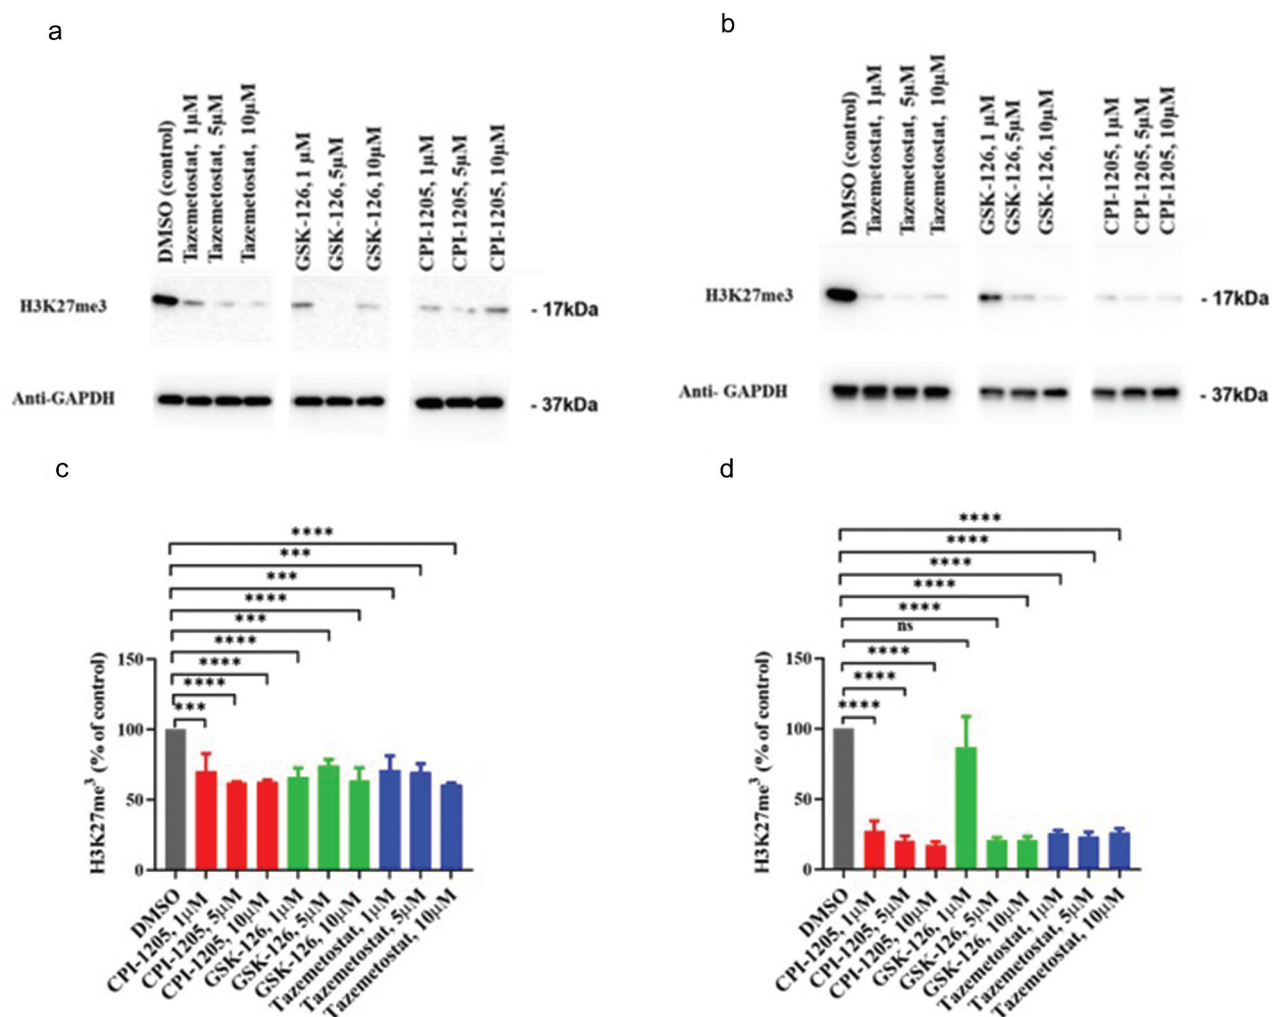 a
b
DMSO (control)
Tazemetostat, 1µM
Tazemetostat, 5µM
Tazemetostat, 10µM
GSK-126, 1 µM
GSK-126, 5µM
GSK-126, 10µM
CPI-1205, 1µM
CPI-1205, 5µM
CPI-1205, 10µM
H3K27me3
- 17kDa
Anti-GAPDH
- 37kDa
DMSO (control)
Tazemetostat, 1µM
Tazemetostat, 5µM
Tazemetostat, 10µM
GSK-126, 1 µM
GSK-126, 5µM
GSK-126, 10µM
CPI-1205, 1µM
CPI-1205, 5µM
CPI-1205, 10µM
H3K27me3
- 17kDa
Anti- GAPDH
- 37kDa
c
****
***
***
****
***
****
****
****
***
H3K27me³ (% of control)
150
100
50
0
DMSO
CPI-1205, 1µM
CPI-1205, 5µM
CPI-1205, 10µM
GSK-126, 1µM
GSK-126, 5µM
GSK-126, 10µM
Tazemetostat, 1µM
Tazemetostat, 5µM
Tazemetostat, 10µM
d
****
****
****
****
****
ns
****
****
****
H3K27me³ (% of control)
150
100
50
0
DMSO
CPI-1205, 1µM
CPI-1205, 5µM
CPI-1205, 10µM
GSK-126, 1µM
GSK-126, 5µM
GSK-126, 10µM
Tazemetostat, 1µM
Tazemetostat, 5µM
Tazemetostat, 10µM